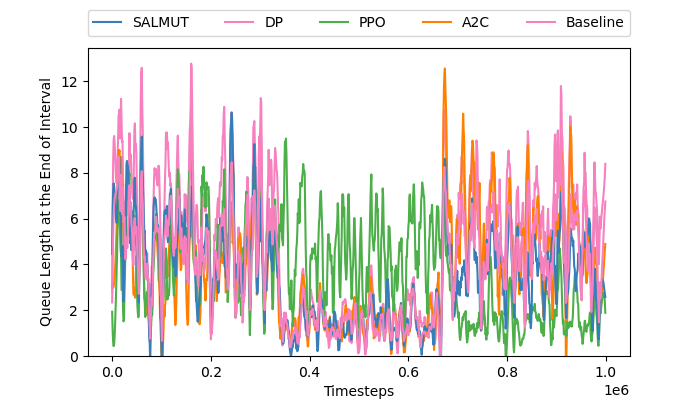 SALMUT DP PPO A2C Baseline
Queue Length at the End of Interval
12
10
8
6
4
2
0
0.0 0.2 0.4 0.6 0.8 1.0
1e6
Timesteps